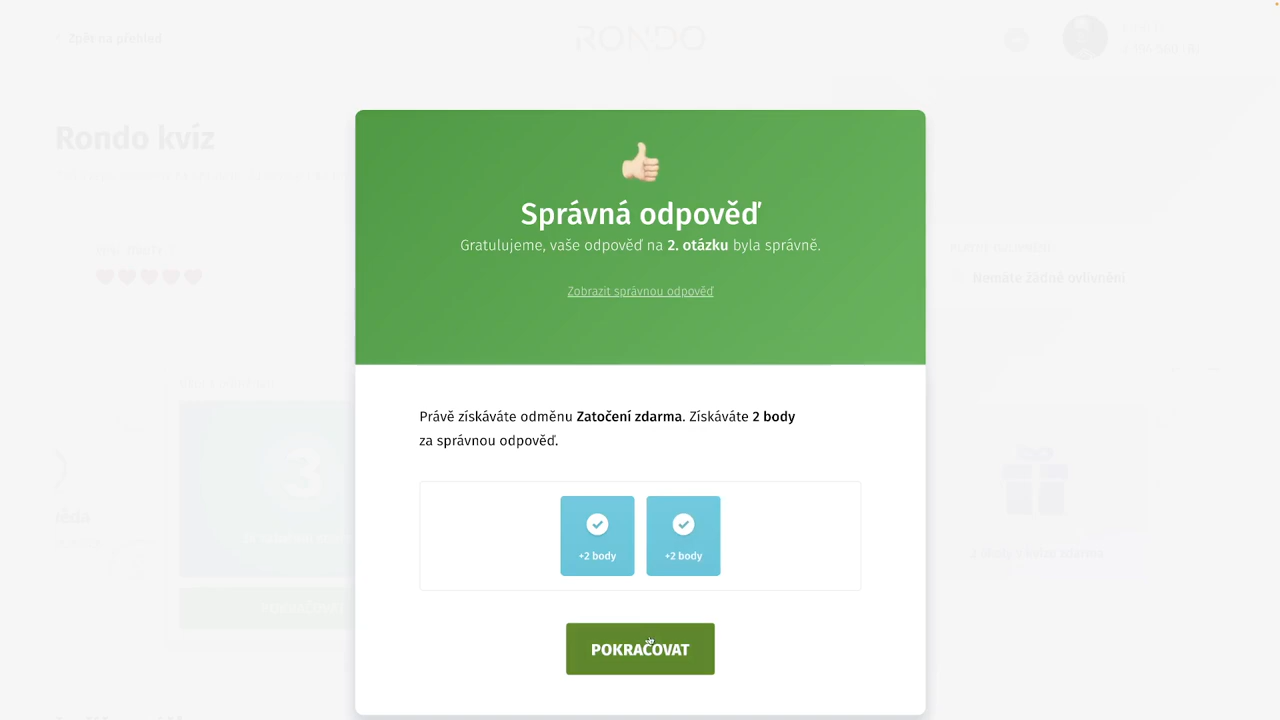 Zpět na přehled
RONDO
Rondo kvíz
Správná odpověď
Gratulujeme, vaše odpověď na 2. otázku byla správně.
Zobrazit správnou odpověď
Nemáte žádné ovlivnění
Právě získáváte odměnu Zatočení zdarma. Získáváte 2 body
za správnou odpověď.
3
+2 body
+2 body
POKRAČOVAT